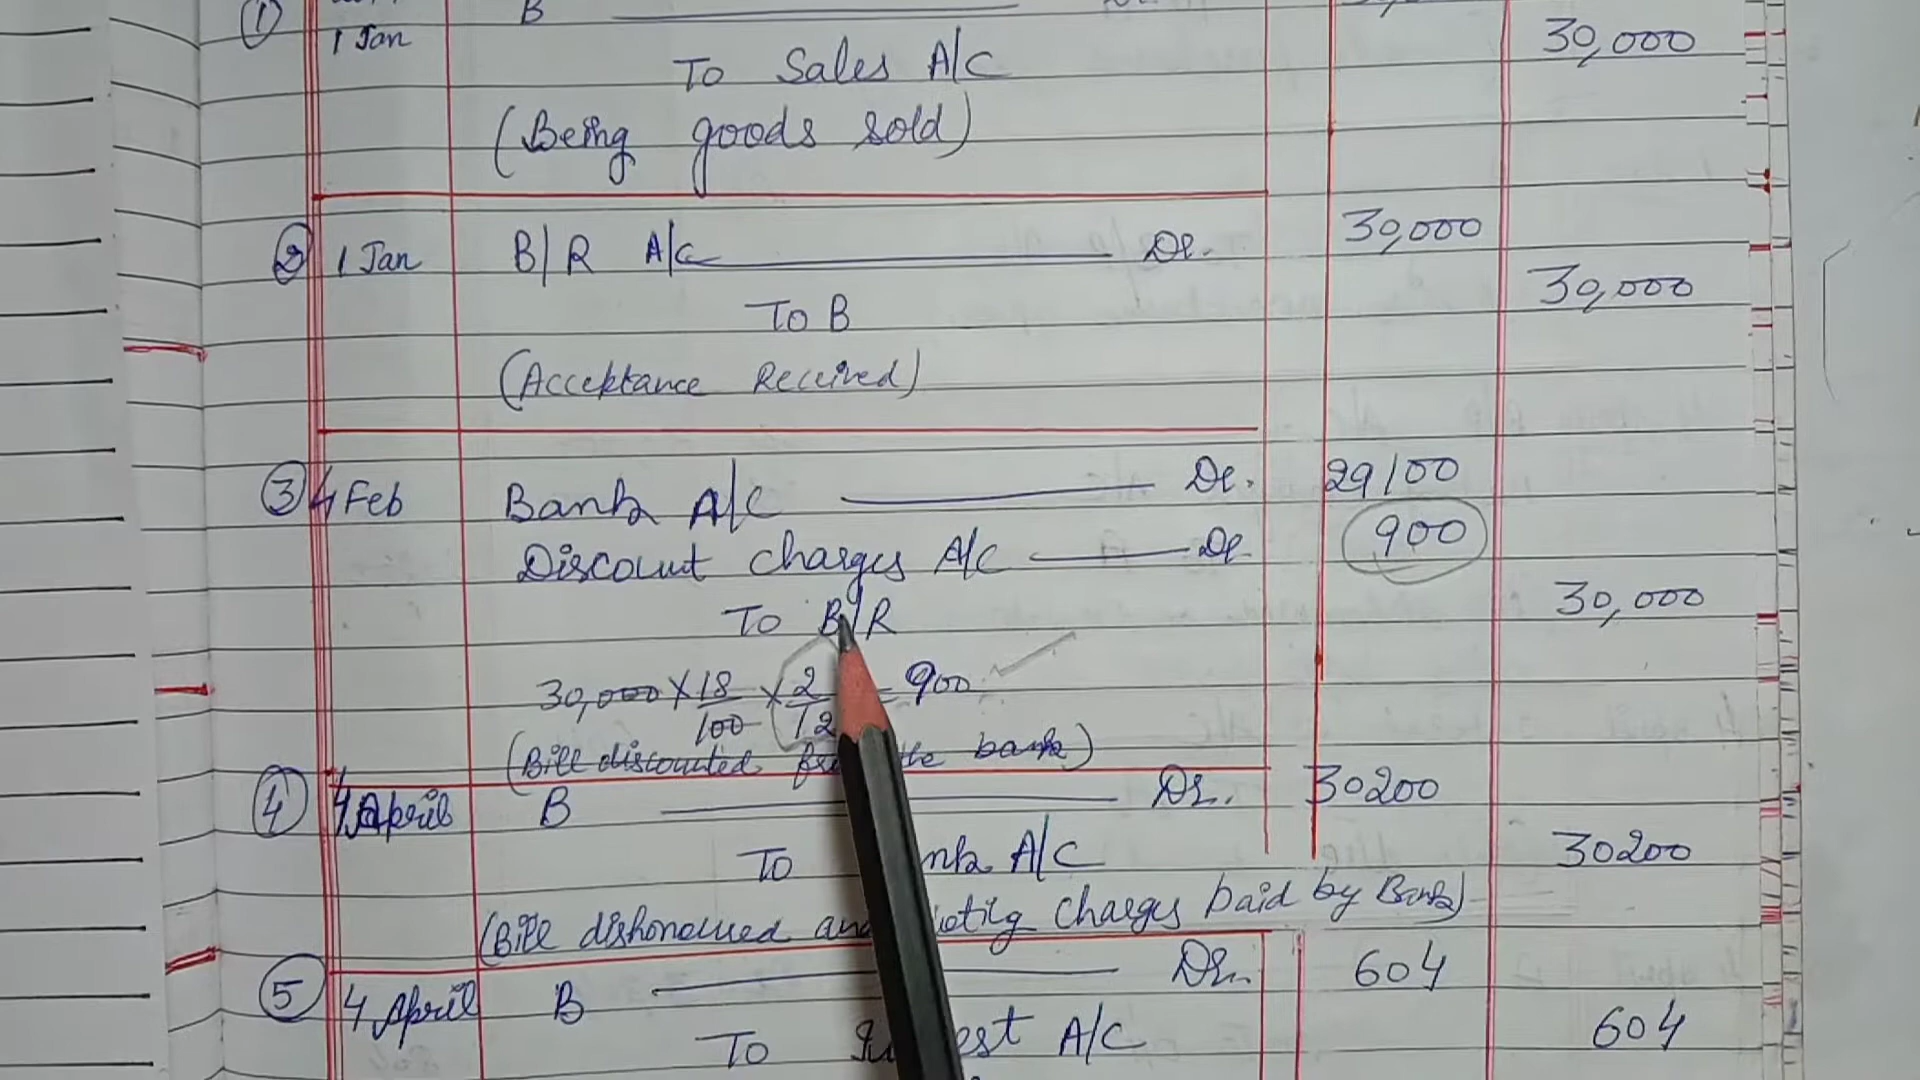 ① 1 Jan B 30,000
To Sales A/C
(Being goods sold)
② 1 Jan B/R A/C Dr. 30,000
To B 30,000
(Acceptance Received)
③ 4 Feb Bank A/C Dr. 29100
Discount charges A/C Dr. 900
To B/R 30,000
30,000 × 18/100 × 2/12 = 900
(Bill discounted the bank)
④ 4 April B Dr. 30200
To A/C 30200
(Bill dishonoured Charges paid by Bank)
⑤ 4 April B Dr. 604
To A/C 604